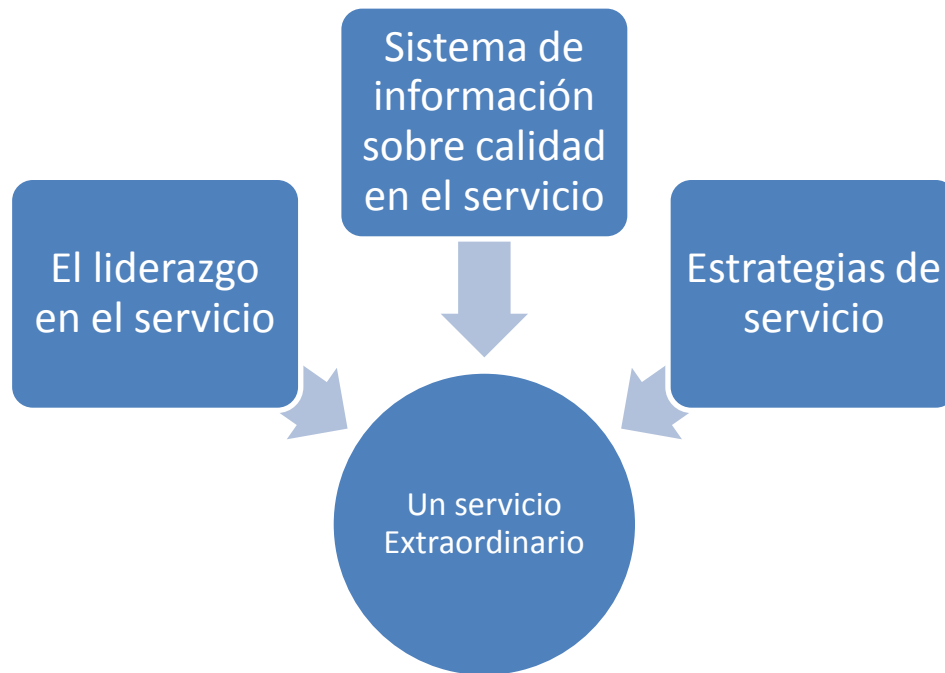 Sistema de
información
sobre calidad
en el servicio
El liderazgo
en el servicio
Estrategias de
servicio
Un servicio
Extraordinario